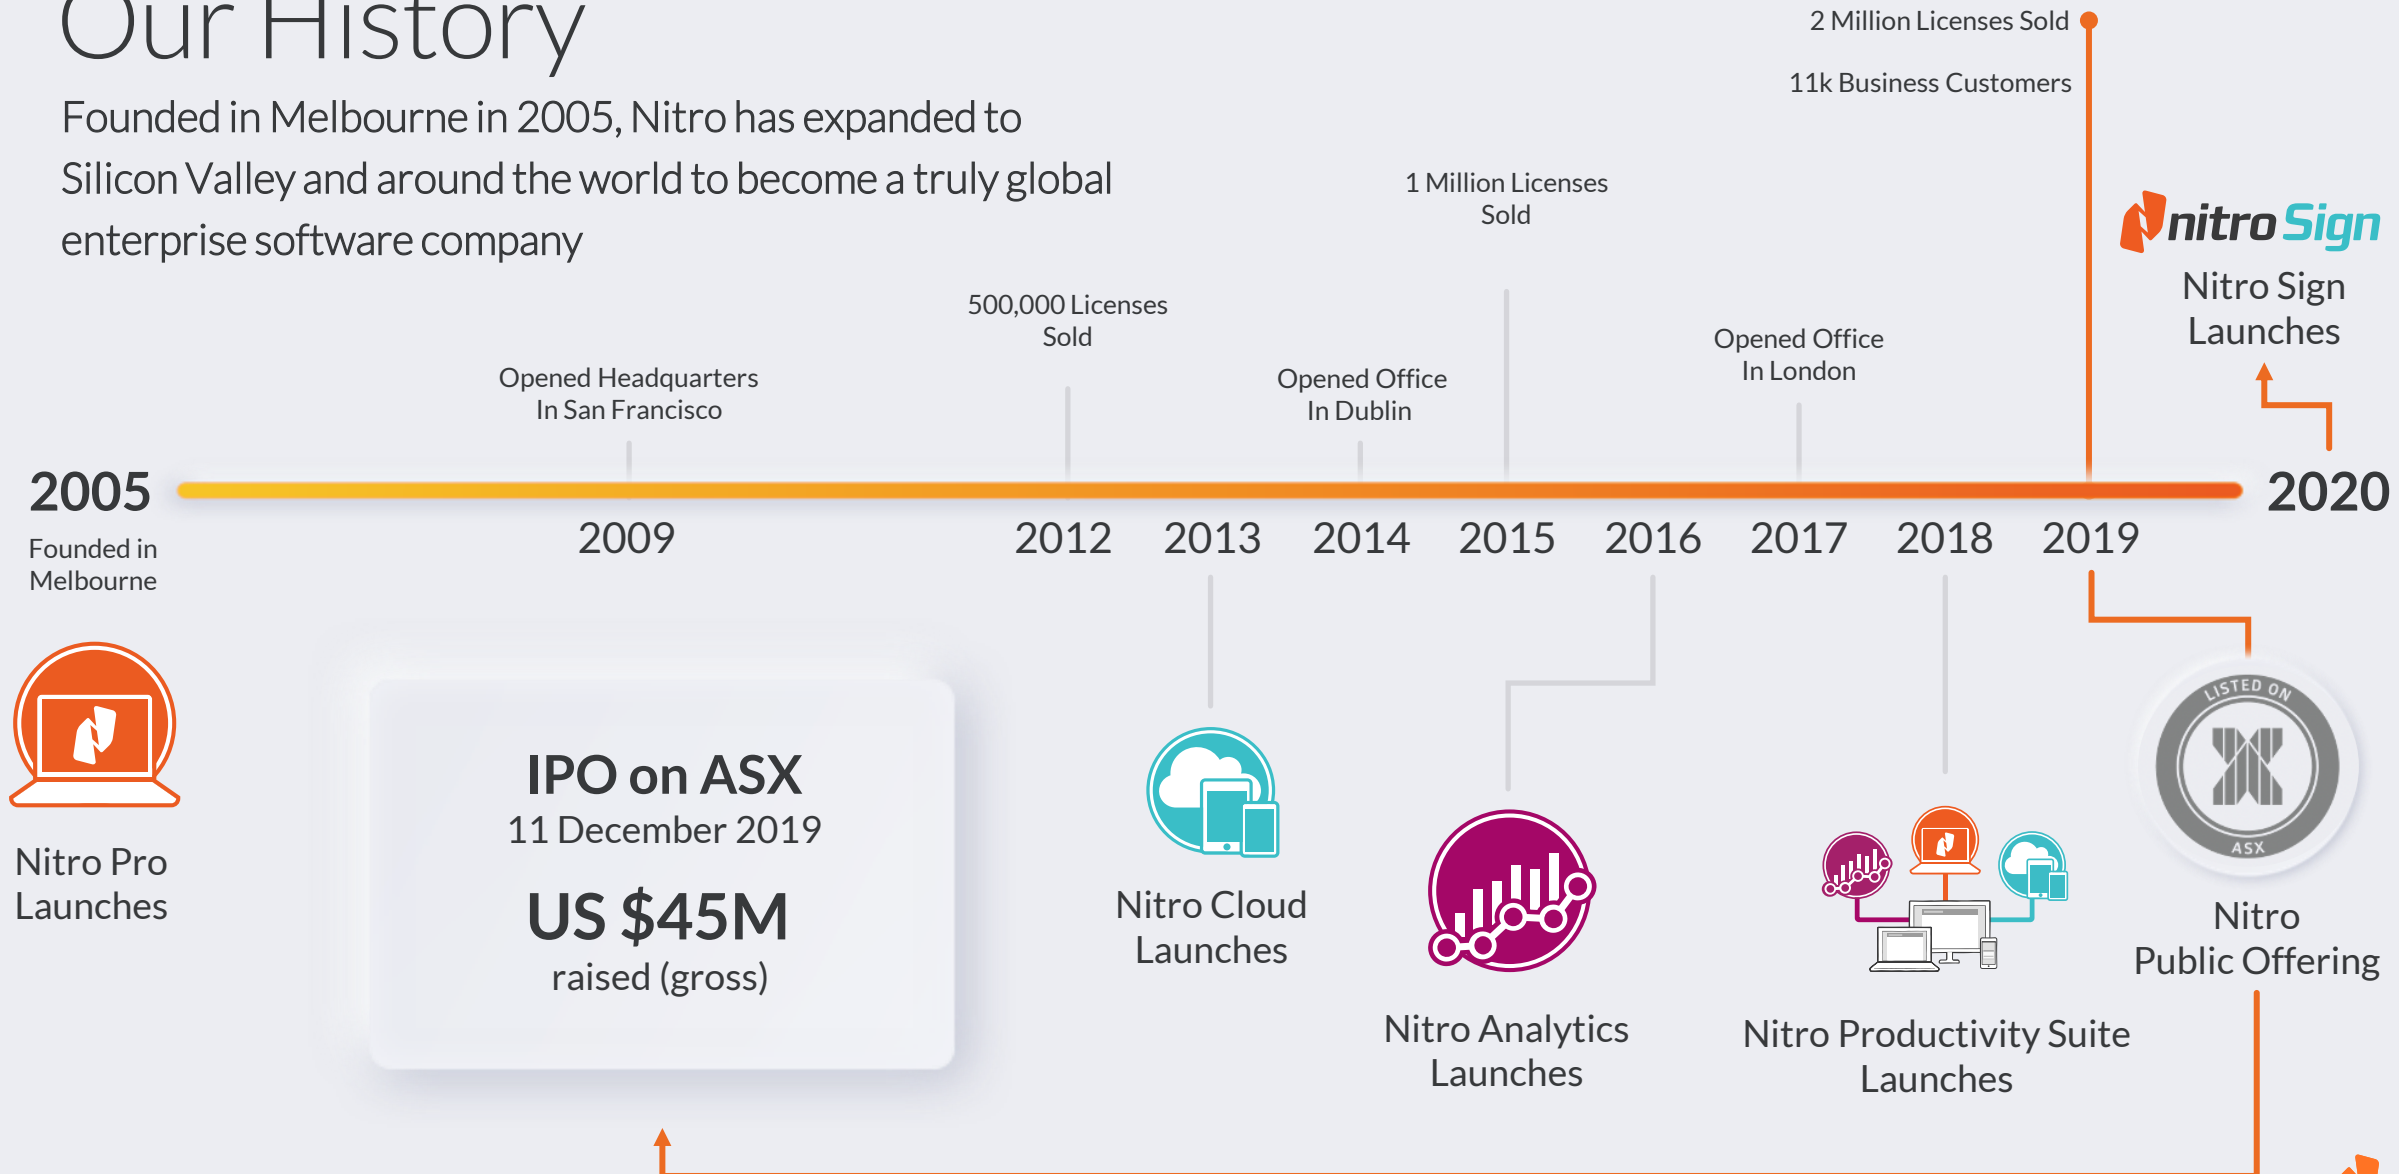 Our History
Founded in Melbourne in 2005, Nitro has expanded to
Silicon Valley and around the world to become a truly global
enterprise software company
2 Million Licenses Sold
11k Business Customers
1 Million Licenses
Sold
nitro Sign
Nitro Sign
Launches
500,000 Licenses
Sold
Opened Office
In London
Opened Headquarters
In San Francisco
Opened Office
In Dublin
2005
2020
Founded in
Melbourne
2009
2012
2013
2014
2015
2016
2017
2018
2019
Nitro Pro
Launches
IPO on ASX
11 December 2019
US $45M
raised (gross)
Nitro Cloud
Launches
Nitro Analytics
Launches
Nitro Productivity Suite
Launches
LISTED ON
ASX
Nitro
Public Offering